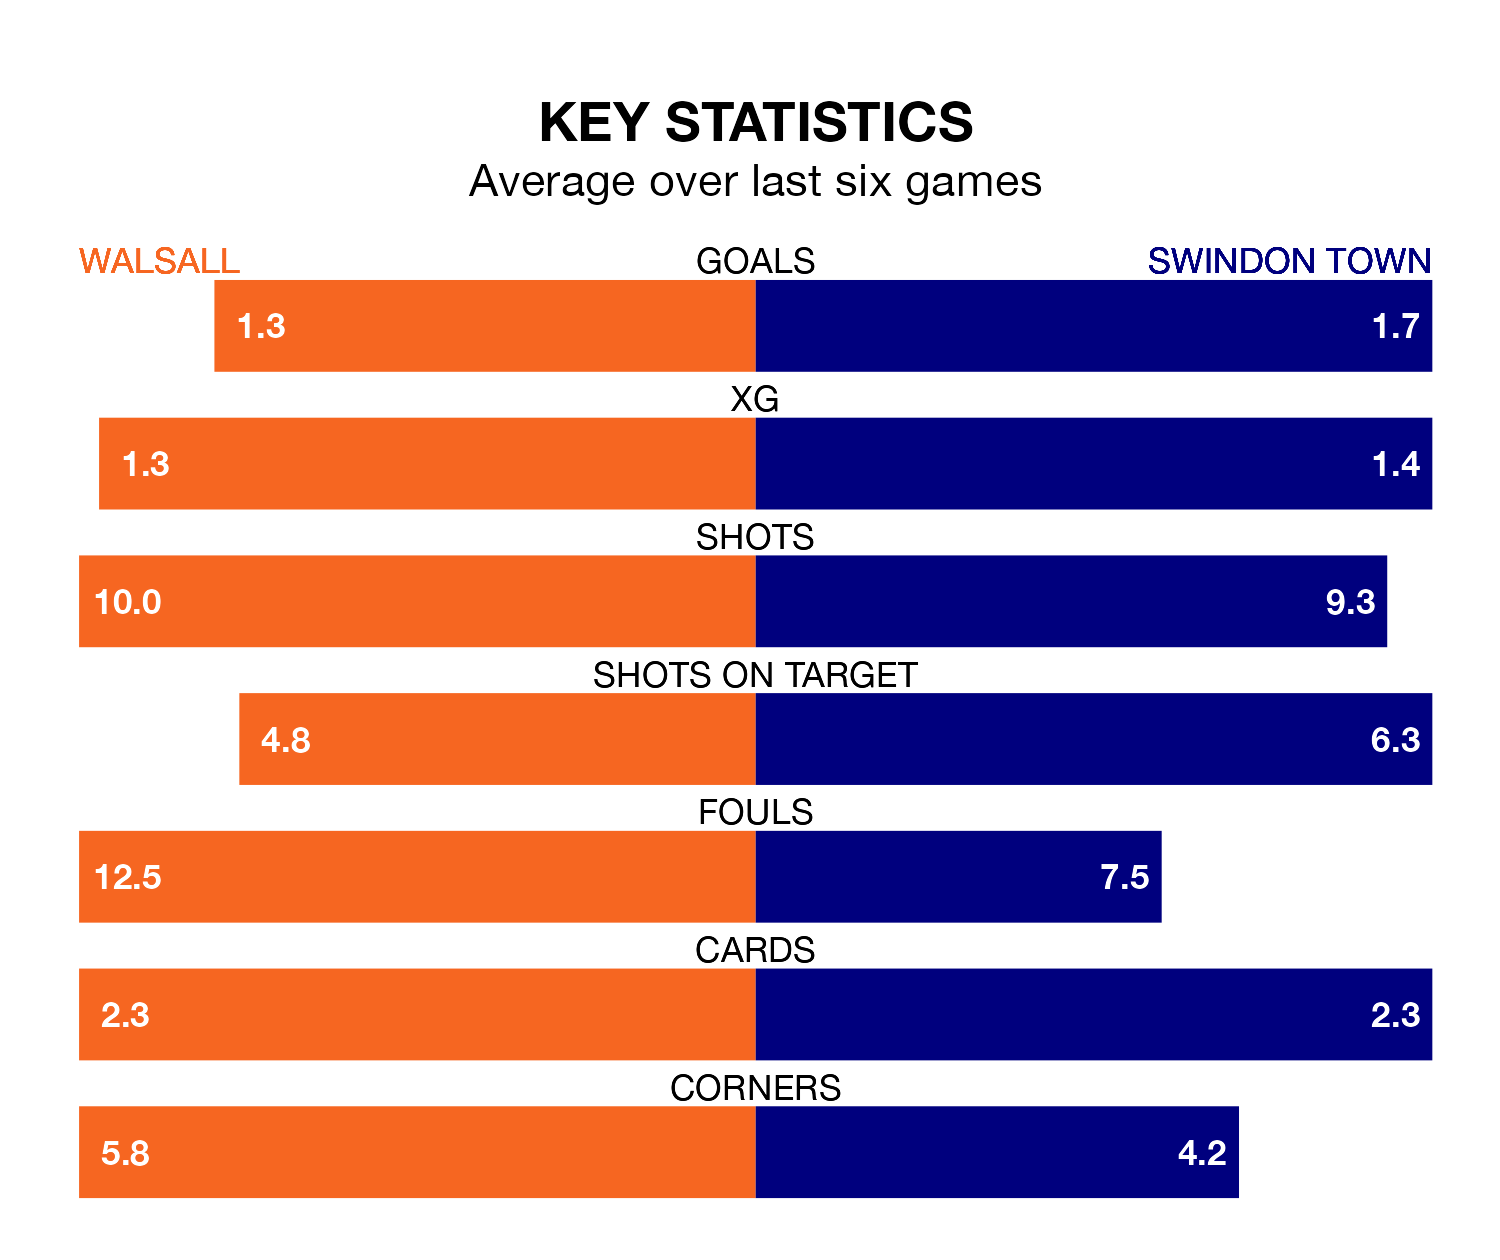 KEY STATISTICS
Average over last six games
WALSALL GOALS SWINDON TOWN
1.3 1.7
XG
1.3 1.4
SHOTS
10.0 9.3
SHOTS ON TARGET
4.8 6.3
FOULS
12.5 7.5
CARDS
2.3 2.3
CORNERS
5.8 4.2